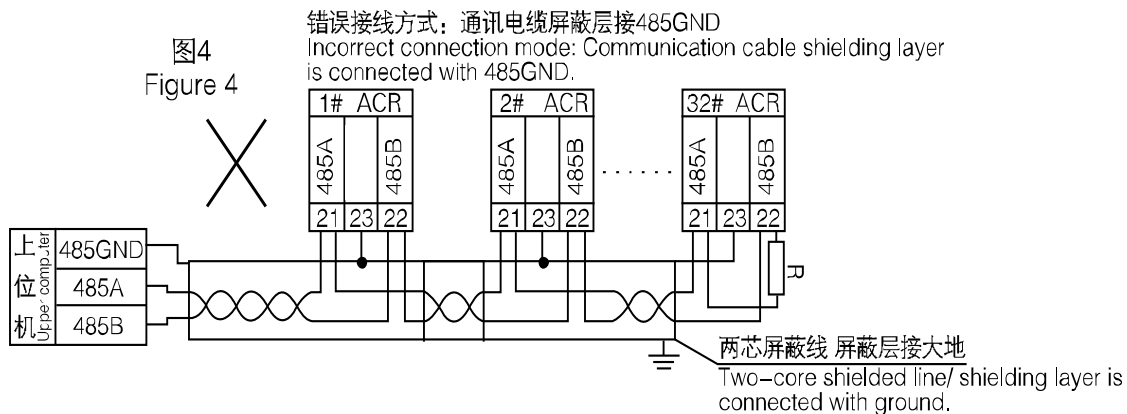 错误接线方式：通讯电缆屏蔽层接485GND
Incorrect connection mode: Communication cable shielding layer
is connected with 485GND.
图4
Figure 4
1# ACR
485A
485B
21 23 22
2# ACR
485A
485B
21 23 22
......
32# ACR
485A
485B
21 23 22
R
上位机
Upper computer
485GND
485A
485B
两芯屏蔽线 屏蔽层接大地
Two-core shielded line/ shielding layer is
connected with ground.